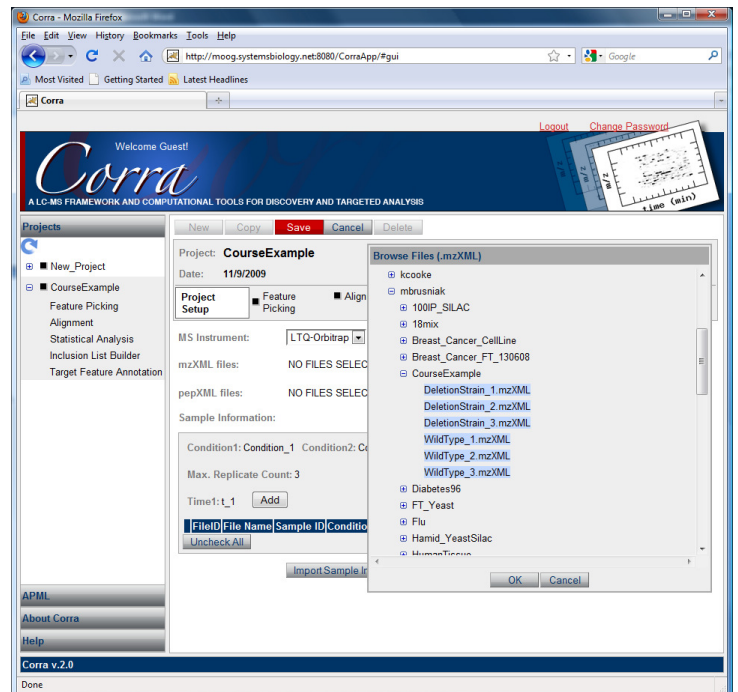 Corra - Mozilla Firefox
File Edit View History Bookmarks Tools Help
http://moog.systemsbiology.net:8080/CorraApp/#gui
Google
Most Visited Getting Started Latest Headlines
Corra
Logout Change Password
Welcome Guest!
Corra
A LC-MS FRAMEWORK AND COMPUTATIONAL TOOLS FOR DISCOVERY AND TARGETED ANALYSIS
m/z
m/z
time (min)
Projects
New Copy Save Cancel Delete
New_Project
CourseExample
Feature Picking
Alignment
Statistical Analysis
Inclusion List Builder
Target Feature Annotation
APML
About Corra
Help
Project: CourseExample
Date: 11/9/2009
Project Setup
Feature Picking
Align
MS Instrument: LTQ-Orbitrap
mzXML files: NO FILES SELEC
pepXML files: NO FILES SELEC
Sample Information:
Condition1: Condition_1 Condition2: Co
Max. Replicate Count: 3
Time1: t_1 Add
FileID File Name Sample ID Conditio
Uncheck All
Import Sample In
Browse Files (.mzXML)
kcooke
mbrusniak
100IP_SILAC
18mix
Breast_Cancer_CellLine
Breast_Cancer_FT_130608
CourseExample
DeletionStrain_1.mzXML
DeletionStrain_2.mzXML
DeletionStrain_3.mzXML
WildType_1.mzXML
WildType_2.mzXML
WildType_3.mzXML
Diabetes96
FT_Yeast
Flu
Hamid_YeastSilac
HumanTissue
OK Cancel
Corra v.2.0
Done